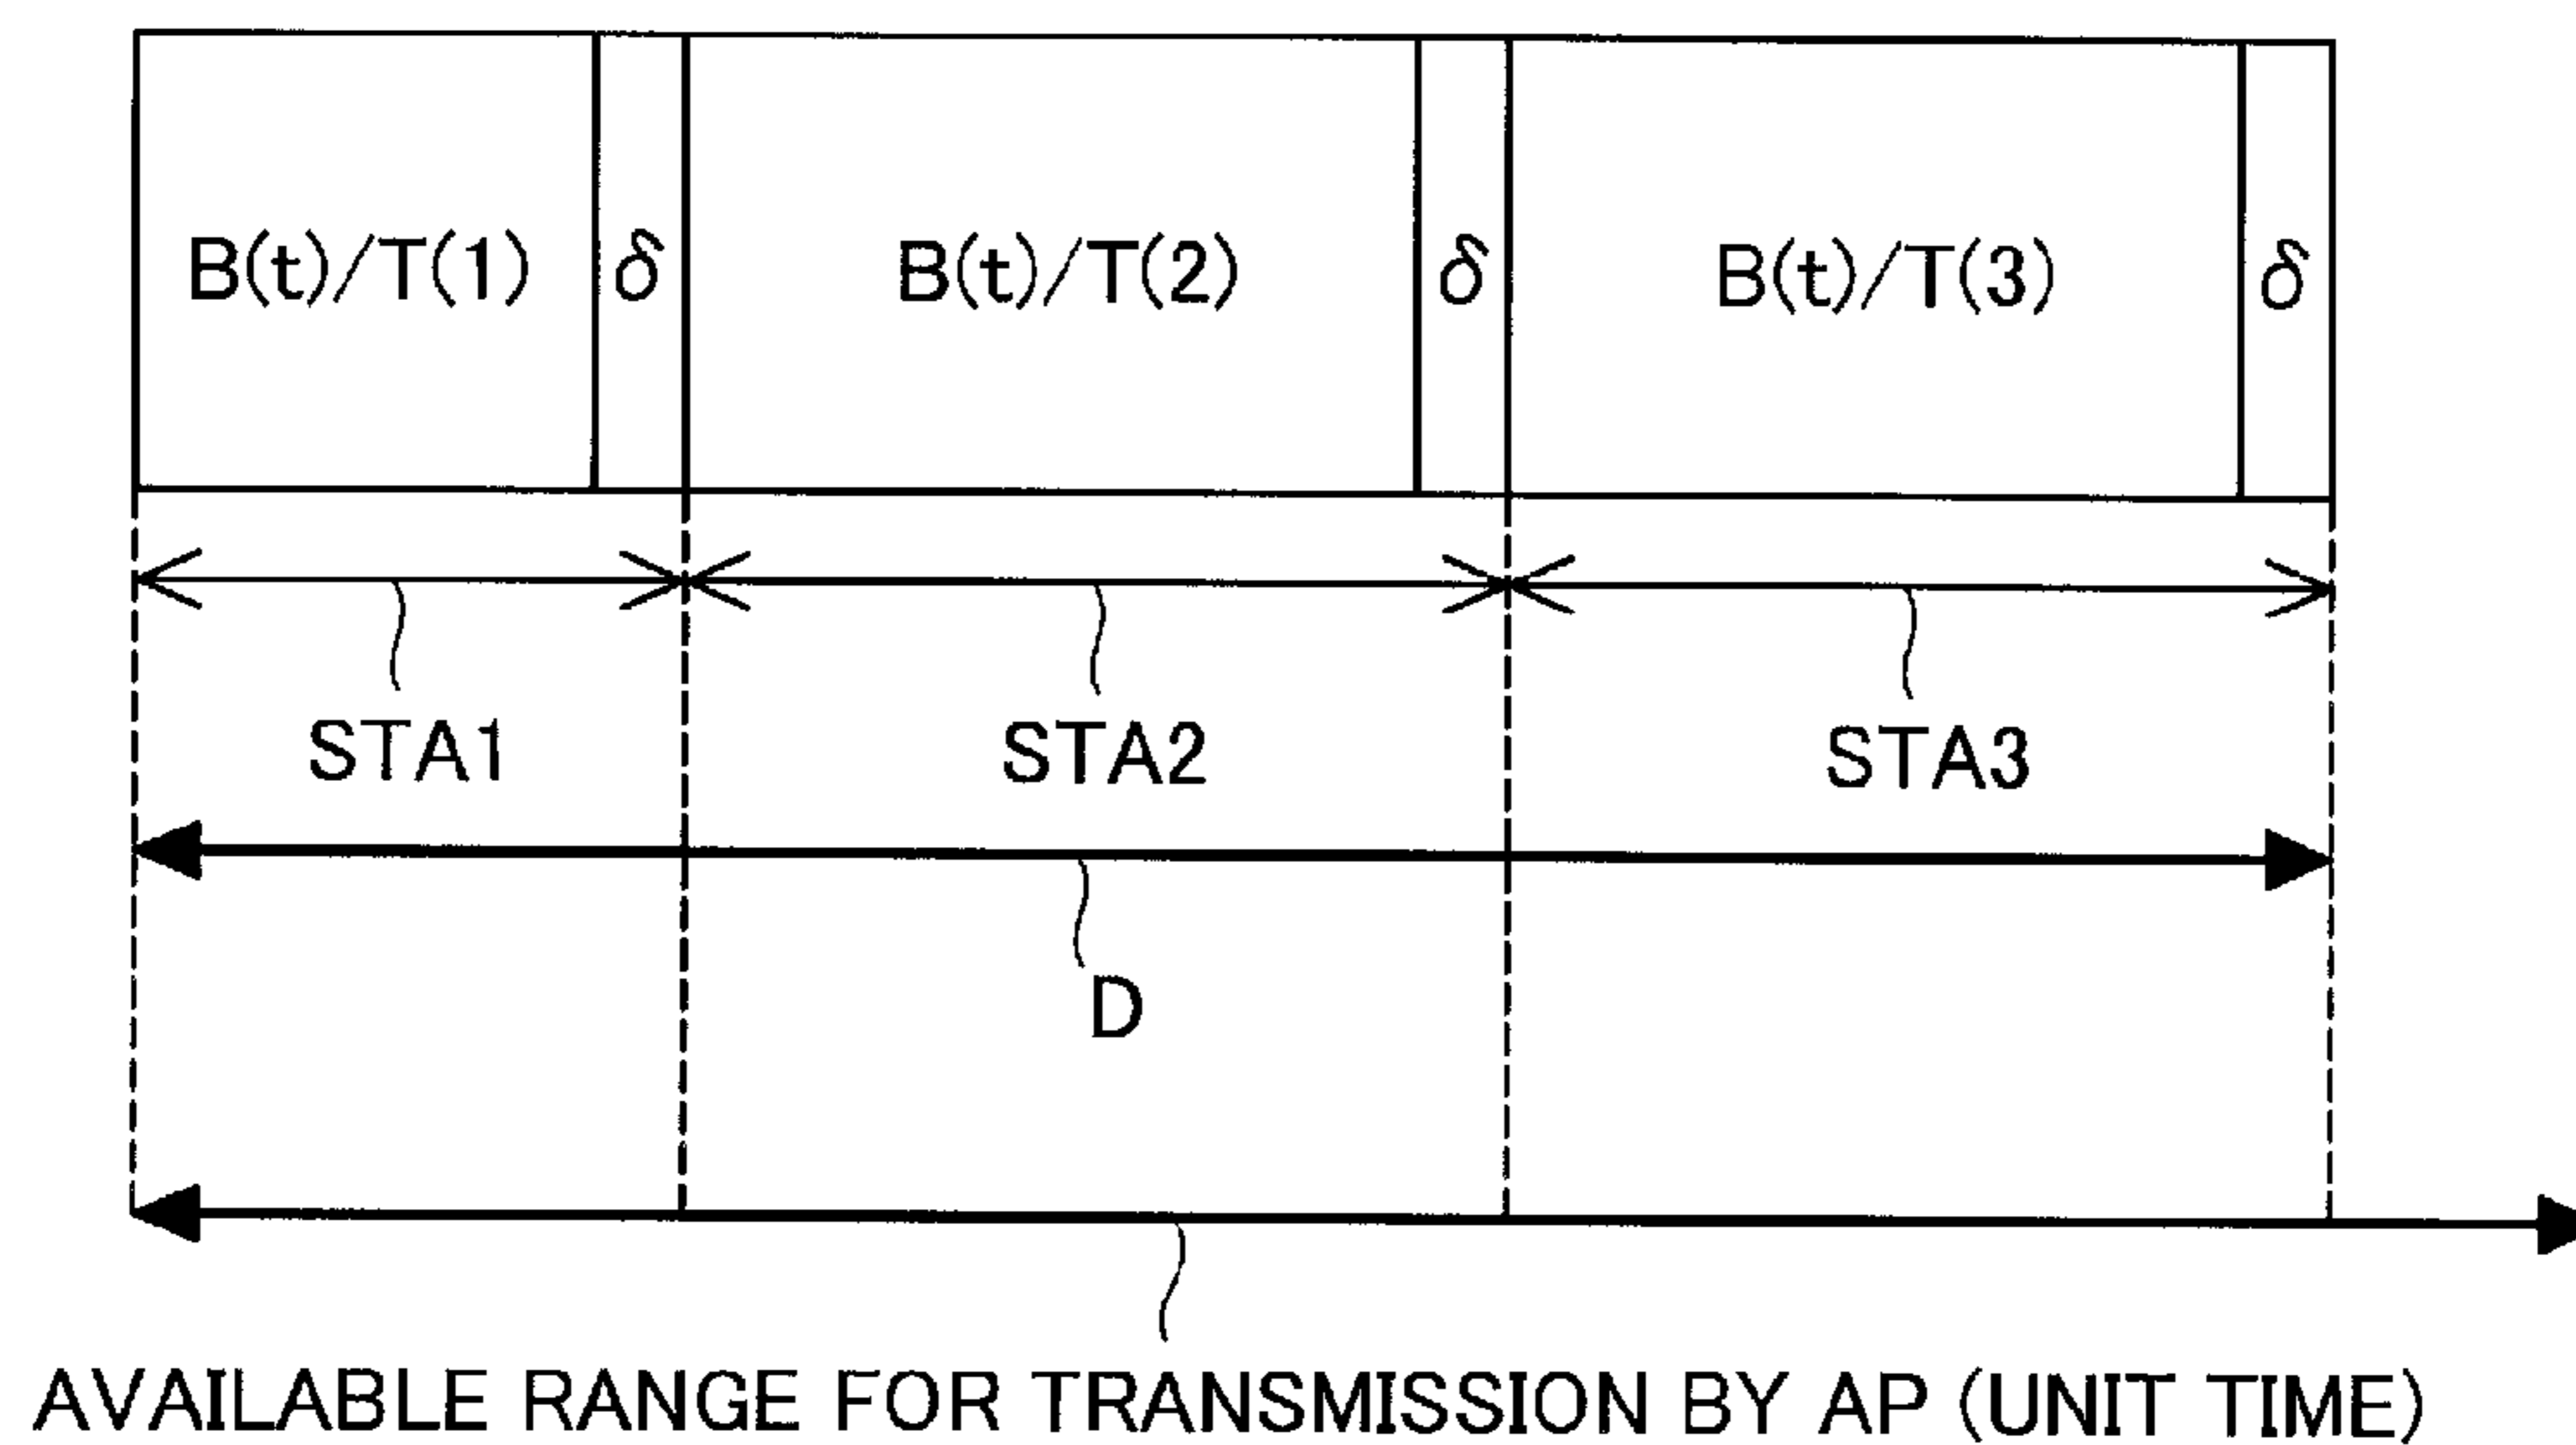 B(t)/T(1) δ B(t)/T(2) δ B(t)/T(3) δ
STA1 STA2 STA3
D
AVAILABLE RANGE FOR TRANSMISSION BY AP (UNIT TIME)